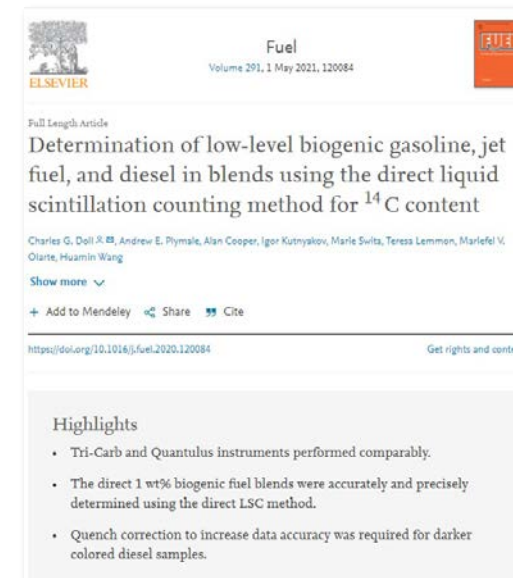 ELSEVIER
Fuel
Volume 291, 1 May 2021, 120084
FUEL
Full Length Article
Determination of low-level biogenic gasoline, jet
fuel, and diesel in blends using the direct liquid
scintillation counting method for ¹⁴C content
Charles G. Doll, Andrew E. Plymale, Alan Cooper, Igor Kutnyakov, Marie Swita, Teresa Lemmon, Mariefel V.
Olarte, Huamin Wang
Show more
+ Add to Mendeley Share Cite
https://doi.org/10.1016/j.fuel.2020.120084 Get rights and conte
Highlights
• Tri-Carb and Quantulus instruments performed comparably.
• The direct 1 wt% biogenic fuel blends were accurately and precisely
determined using the direct LSC method.
• Quench correction to increase data accuracy was required for darker
colored diesel samples.